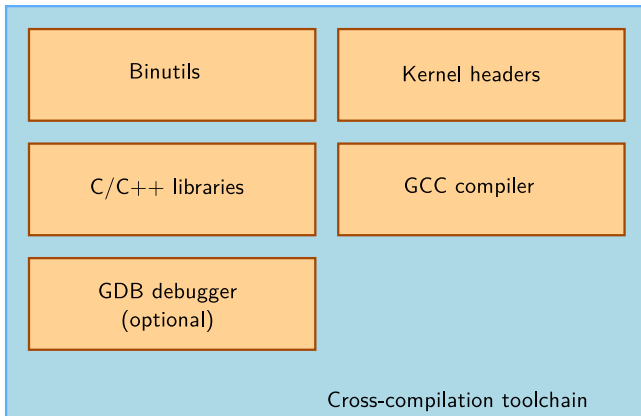 Binutils
Kernel headers
C/C++ libraries
GCC compiler
GDB debugger
(optional)
Cross-compilation toolchain